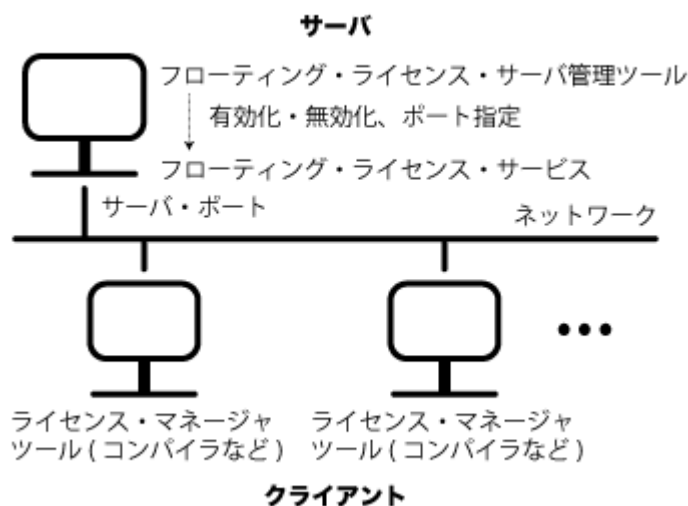 サーバ
フローティング・ライセンス・サーバ管理ツール
有効化・無効化、ポート指定
フローティング・ライセンス・サービス
サーバ・ポート
ネットワーク
ライセンス・マネージャ
ツール ( コンパイラなど )
ライセンス・マネージャ
ツール ( コンパイラなど )
クライアント